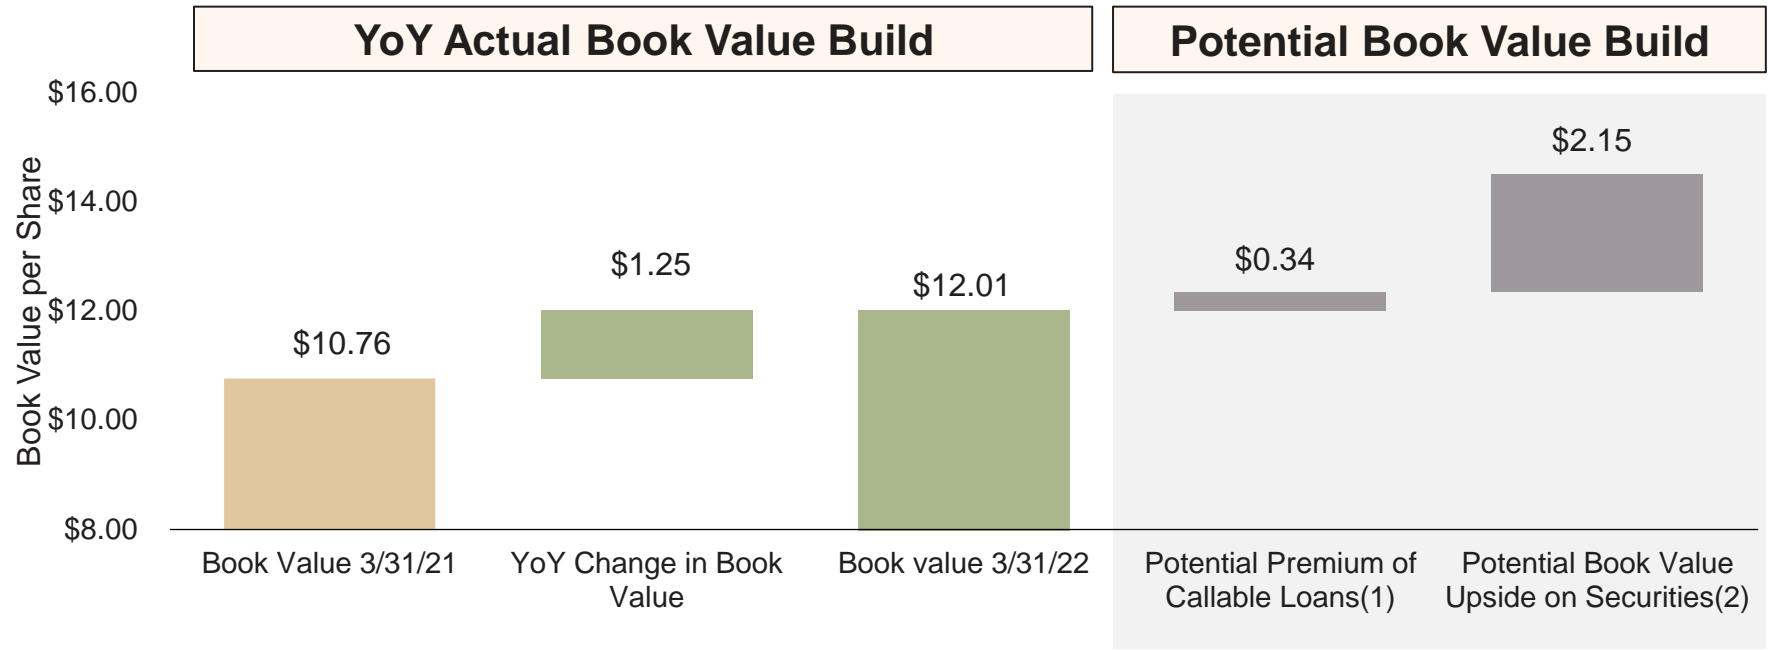 YoY Actual Book Value Build
Potential Book Value Build
Book Value per Share
$16.00
$14.00
$12.00
$10.00
$8.00
$10.76
$1.25
$12.01
$0.34
$2.15
Book Value 3/31/21
YoY Change in Book
Value
Book value 3/31/22
Potential Premium of
Callable Loans(1)
Potential Book Value
Upside on Securities(2)